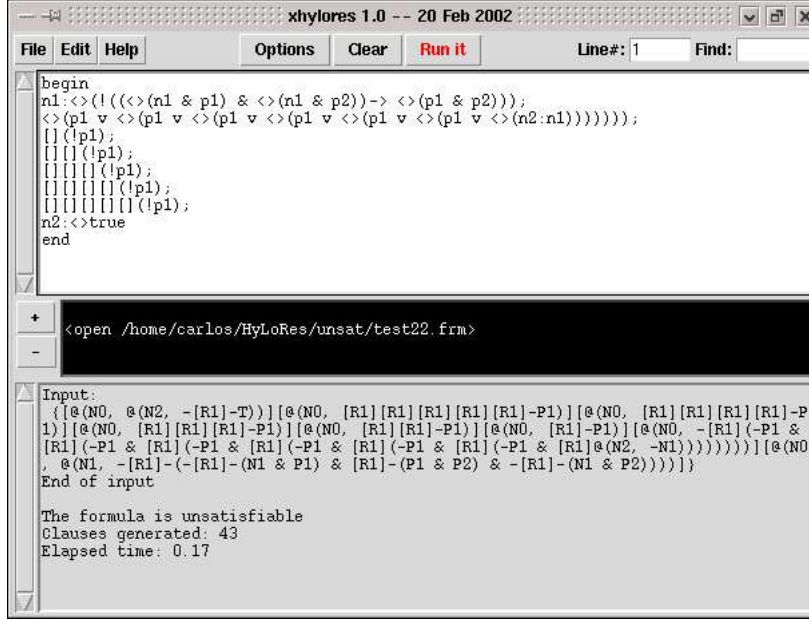 xhylores 1.0 -- 20 Feb 2002
File Edit Help Options Clear Run it Line#: 1 Find:
begin
n1:<>(!((<>(n1 & p1) & <>(n1 & p2))-> <>(p1 & p2)));
<>(p1 v <>(p1 v <>(p1 v <>(p1 v <>(p1 v <>(p1 v <>(n2:n1)))))));
[](!p1);
[][](!p1);
[][][](!p1);
[][][][](!p1);
[][][][][](!p1);
n2:<>true
end
+
<open /home/carlos/HyLoRes/unsat/test22.frm>
-
Input:
{[@(N0, @(N2, -[R1]-T))][@(N0, [R1][R1][R1][R1][R1]-P1)][@(N0, [R1][R1][R1][R1]-P
1)][@(N0, [R1][R1][R1]-P1)][@(N0, [R1][R1]-P1)][@(N0, [R1]-P1)][@(N0, -[R1](-P1 &
[R1](-P1 & [R1](-P1 & [R1](-P1 & [R1](-P1 & [R1](-P1 & [R1]@(N2, -N1))))))))][@(N0
, @(N1, -[R1]-(-[R1]-(N1 & P1) & [R1]-(P1 & P2) & -[R1]-(N1 & P2))))]}
End of input
The formula is unsatisfiable
Clauses generated: 43
Elapsed time: 0.17